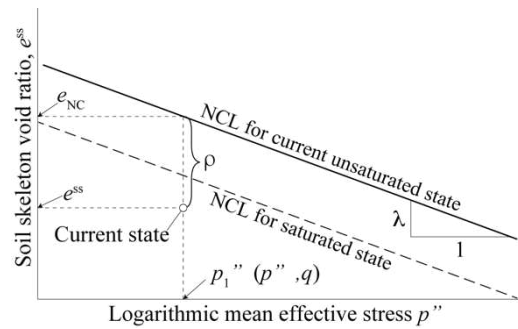 Soil skeleton void ratio, e^ss
e_NC
NCL for current unsaturated state
ρ
e^ss
NCL for saturated state
λ
1
Current state
p₁” (p” ,q)
Logarithmic mean effective stress p”